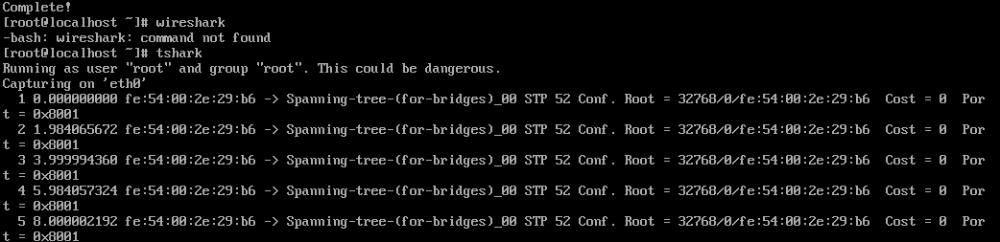 Complete!
[root@localhost ~]# wireshark
-bash: wireshark: command not found
[root@localhost ~]# tshark
Running as user "root" and group "root". This could be dangerous.
Capturing on 'eth0'
  1 0.000000000 fe:54:00:2e:29:b6 -> Spanning-tree-(for-bridges)_00 STP 52 Conf. Root = 32768/0/fe:54:00:2e:29:b6  Cost = 0  Por
t = 0x8001
  2 1.984065672 fe:54:00:2e:29:b6 -> Spanning-tree-(for-bridges)_00 STP 52 Conf. Root = 32768/0/fe:54:00:2e:29:b6  Cost = 0  Por
t = 0x8001
  3 3.999994360 fe:54:00:2e:29:b6 -> Spanning-tree-(for-bridges)_00 STP 52 Conf. Root = 32768/0/fe:54:00:2e:29:b6  Cost = 0  Por
t = 0x8001
  4 5.984057324 fe:54:00:2e:29:b6 -> Spanning-tree-(for-bridges)_00 STP 52 Conf. Root = 32768/0/fe:54:00:2e:29:b6  Cost = 0  Por
t = 0x8001
  5 8.000002192 fe:54:00:2e:29:b6 -> Spanning-tree-(for-bridges)_00 STP 52 Conf. Root = 32768/0/fe:54:00:2e:29:b6  Cost = 0  Por
t = 0x8001